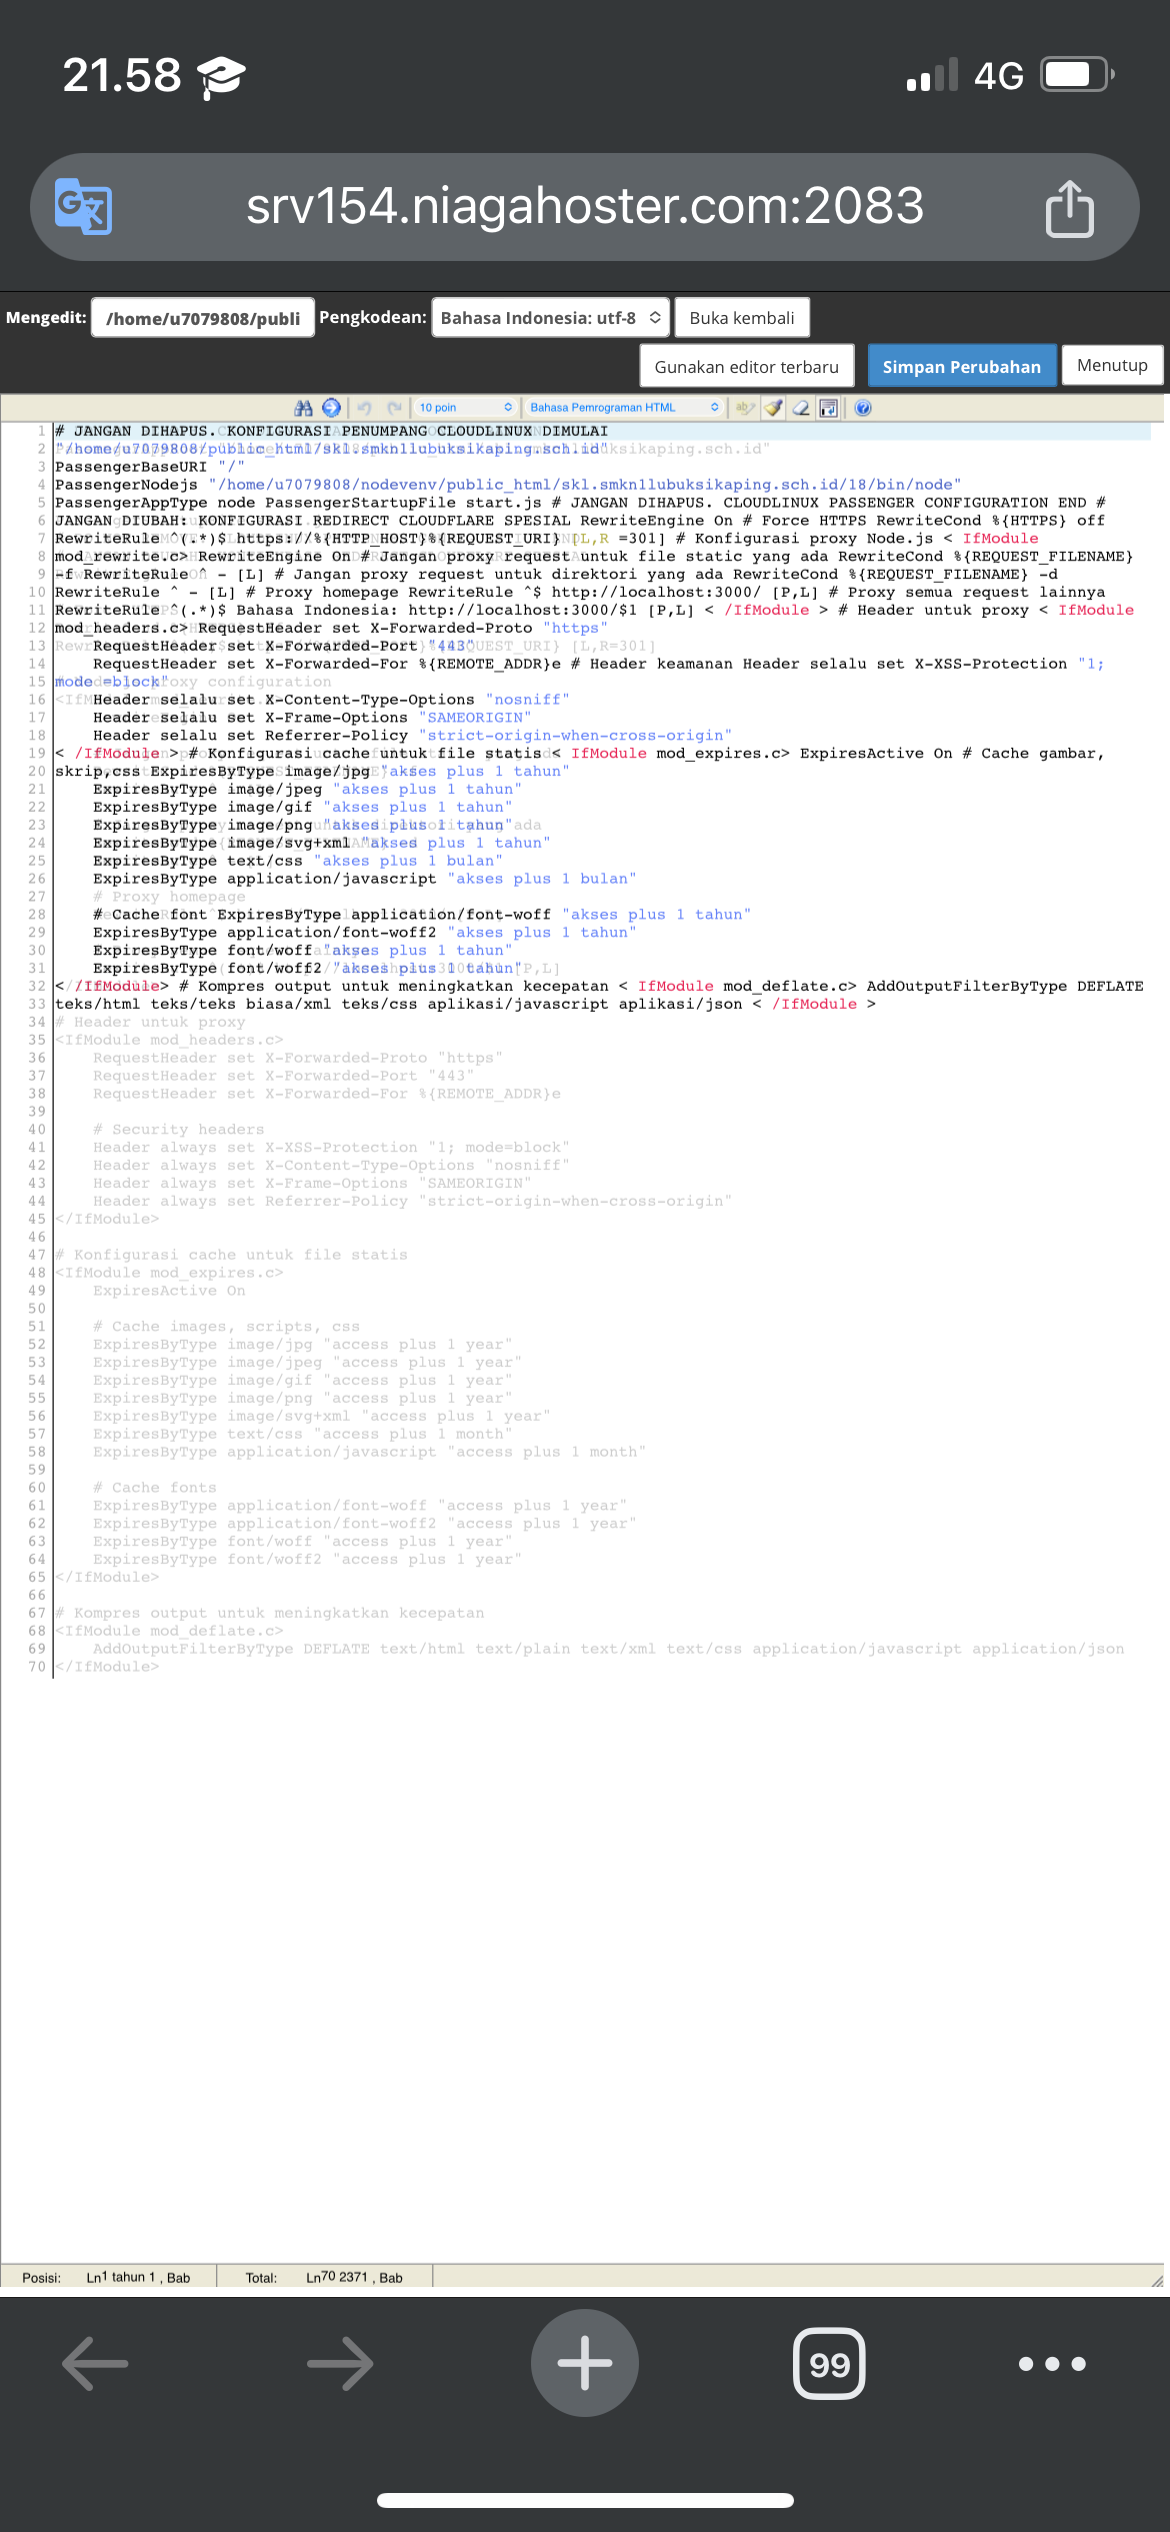 21.58
4G
srv154.niagahoster.com:2083
Mengedit: /home/u7079808/publi Pengkodean: Bahasa Indonesia: utf-8 Buka kembali
Gunakan editor terbaru Simpan Perubahan Menutup
10 poin Bahasa Pemrograman HTML
1 # JANGAN DIHAPUS. KONFIGURASI PENUMPANG CLOUDLINUX DIMULAI
2 "/home/u7079808/public_html/skl.smkn1lubuksikaping.sch.id"
3 PassengerBaseURI "/"
4 PassengerNodejs "/home/u7079808/nodevenv/public_html/skl.smkn1lubuksikaping.sch.id/18/bin/node"
5 PassengerAppType node PassengerStartupFile start.js # JANGAN DIHAPUS. CLOUDLINUX PASSENGER CONFIGURATION END #
6 JANGAN DIUBAH: KONFIGURASI REDIRECT CLOUDFLARE SPESIAL RewriteEngine On # Force HTTPS RewriteCond %{HTTPS} off
7 RewriteRule ^(.*)$ https://%{HTTP_HOST}%{REQUEST_URI} [L,R =301] # Konfigurasi proxy Node.js < IfModule
8 mod_rewrite.c> RewriteEngine On # Jangan proxy request untuk file static yang ada RewriteCond %{REQUEST_FILENAME}
9 -f RewriteRule ^ - [L] # Jangan proxy request untuk direktori yang ada RewriteCond %{REQUEST_FILENAME} -d
10 RewriteRule ^ - [L] # Proxy homepage RewriteRule ^$ http://localhost:3000/ [P,L] # Proxy semua request lainnya
11 RewriteRule ^(.*)$ Bahasa Indonesia: http://localhost:3000/$1 [P,L] < /IfModule > # Header untuk proxy < IfModule
12 mod_headers.c> RequestHeader set X-Forwarded-Proto "https"
13 RequestHeader set X-Forwarded-Port "443"
14 RequestHeader set X-Forwarded-For %{REMOTE_ADDR}e # Header keamanan Header selalu set X-XSS-Protection "1;
15 mode =block"
16 Header selalu set X-Content-Type-Options "nosniff"
17 Header selalu set X-Frame-Options "SAMEORIGIN"
18 Header selalu set Referrer-Policy "strict-origin-when-cross-origin"
19 < /IfModule > # Konfigurasi cache untuk file statis < IfModule mod_expires.c> ExpiresActive On # Cache gambar,
20 skrip,css ExpiresByType image/jpg "akses plus 1 tahun"
21 ExpiresByType image/jpeg "akses plus 1 tahun"
22 ExpiresByType image/gif "akses plus 1 tahun"
23 ExpiresByType image/png "akses plus 1 tahun"
24 ExpiresByType image/svg+xml "akses plus 1 tahun"
25 ExpiresByType text/css "akses plus 1 bulan"
26 ExpiresByType application/javascript "akses plus 1 bulan"
27 # Proxy homepage
28 # Cache font ExpiresByType application/font-woff "akses plus 1 tahun"
29 ExpiresByType application/font-woff2 "akses plus 1 tahun"
30 ExpiresByType font/woff "akses plus 1 tahun"
31 ExpiresByType font/woff2 "akses plus 1 tahun"
32 < /IfModule> # Kompres output untuk meningkatkan kecepatan < IfModule mod_deflate.c> AddOutputFilterByType DEFLATE
33 teks/html teks/teks biasa/xml teks/css aplikasi/javascript aplikasi/json < /IfModule >
34 # Header untuk proxy
35 <IfModule mod_headers.c>
36 RequestHeader set X-Forwarded-Proto "https"
37 RequestHeader set X-Forwarded-Port "443"
38 RequestHeader set X-Forwarded-For %{REMOTE_ADDR}e
39
40 # Security headers
41 Header always set X-XSS-Protection "1; mode=block"
42 Header always set X-Content-Type-Options "nosniff"
43 Header always set X-Frame-Options "SAMEORIGIN"
44 Header always set Referrer-Policy "strict-origin-when-cross-origin"
45 </IfModule>
46
47 # Konfigurasi cache untuk file statis
48 <IfModule mod_expires.c>
49 ExpiresActive On
50
51 # Cache images, scripts, css
52 ExpiresByType image/jpg "access plus 1 year"
53 ExpiresByType image/jpeg "access plus 1 year"
54 ExpiresByType image/gif "access plus 1 year"
55 ExpiresByType image/png "access plus 1 year"
56 ExpiresByType image/svg+xml "access plus 1 year"
57 ExpiresByType text/css "access plus 1 month"
58 ExpiresByType application/javascript "access plus 1 month"
59
60 # Cache fonts
61 ExpiresByType application/font-woff "access plus 1 year"
62 ExpiresByType application/font-woff2 "access plus 1 year"
63 ExpiresByType font/woff "access plus 1 year"
64 ExpiresByType font/woff2 "access plus 1 year"
65 </IfModule>
66
67 # Kompres output untuk meningkatkan kecepatan
68 <IfModule mod_deflate.c>
69 AddOutputFilterByType DEFLATE text/html text/plain text/xml text/css application/javascript application/json
70 </IfModule>
Posisi: Ln1 tahun 1 , Bab Total: Ln70 2371 , Bab
99